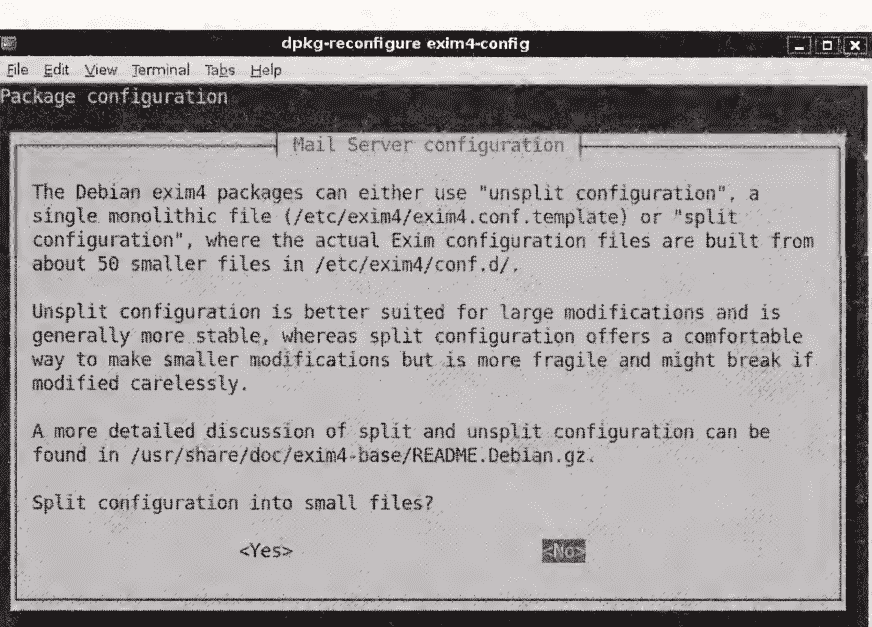 dpkg-reconfigure exim4-config
File Edit View Terminal Tabs Help
Package configuration
Mail Server configuration
The Debian exim4 packages can either use "unsplit configuration", a
single monolithic file (/etc/exim4/exim4.conf.template) or "split
configuration", where the actual Exim configuration files are built from
about 50 smaller files in /etc/exim4/conf.d/.
Unsplit configuration is better suited for large modifications and is
generally more stable, whereas split configuration offers a comfortable
way to make smaller modifications but is more fragile and might break if
modified carelessly.
A more detailed discussion of split and unsplit configuration can be
found in /usr/share/doc/exim4-base/README.Debian.gz.
Split configuration into small files?
<Yes> <No>